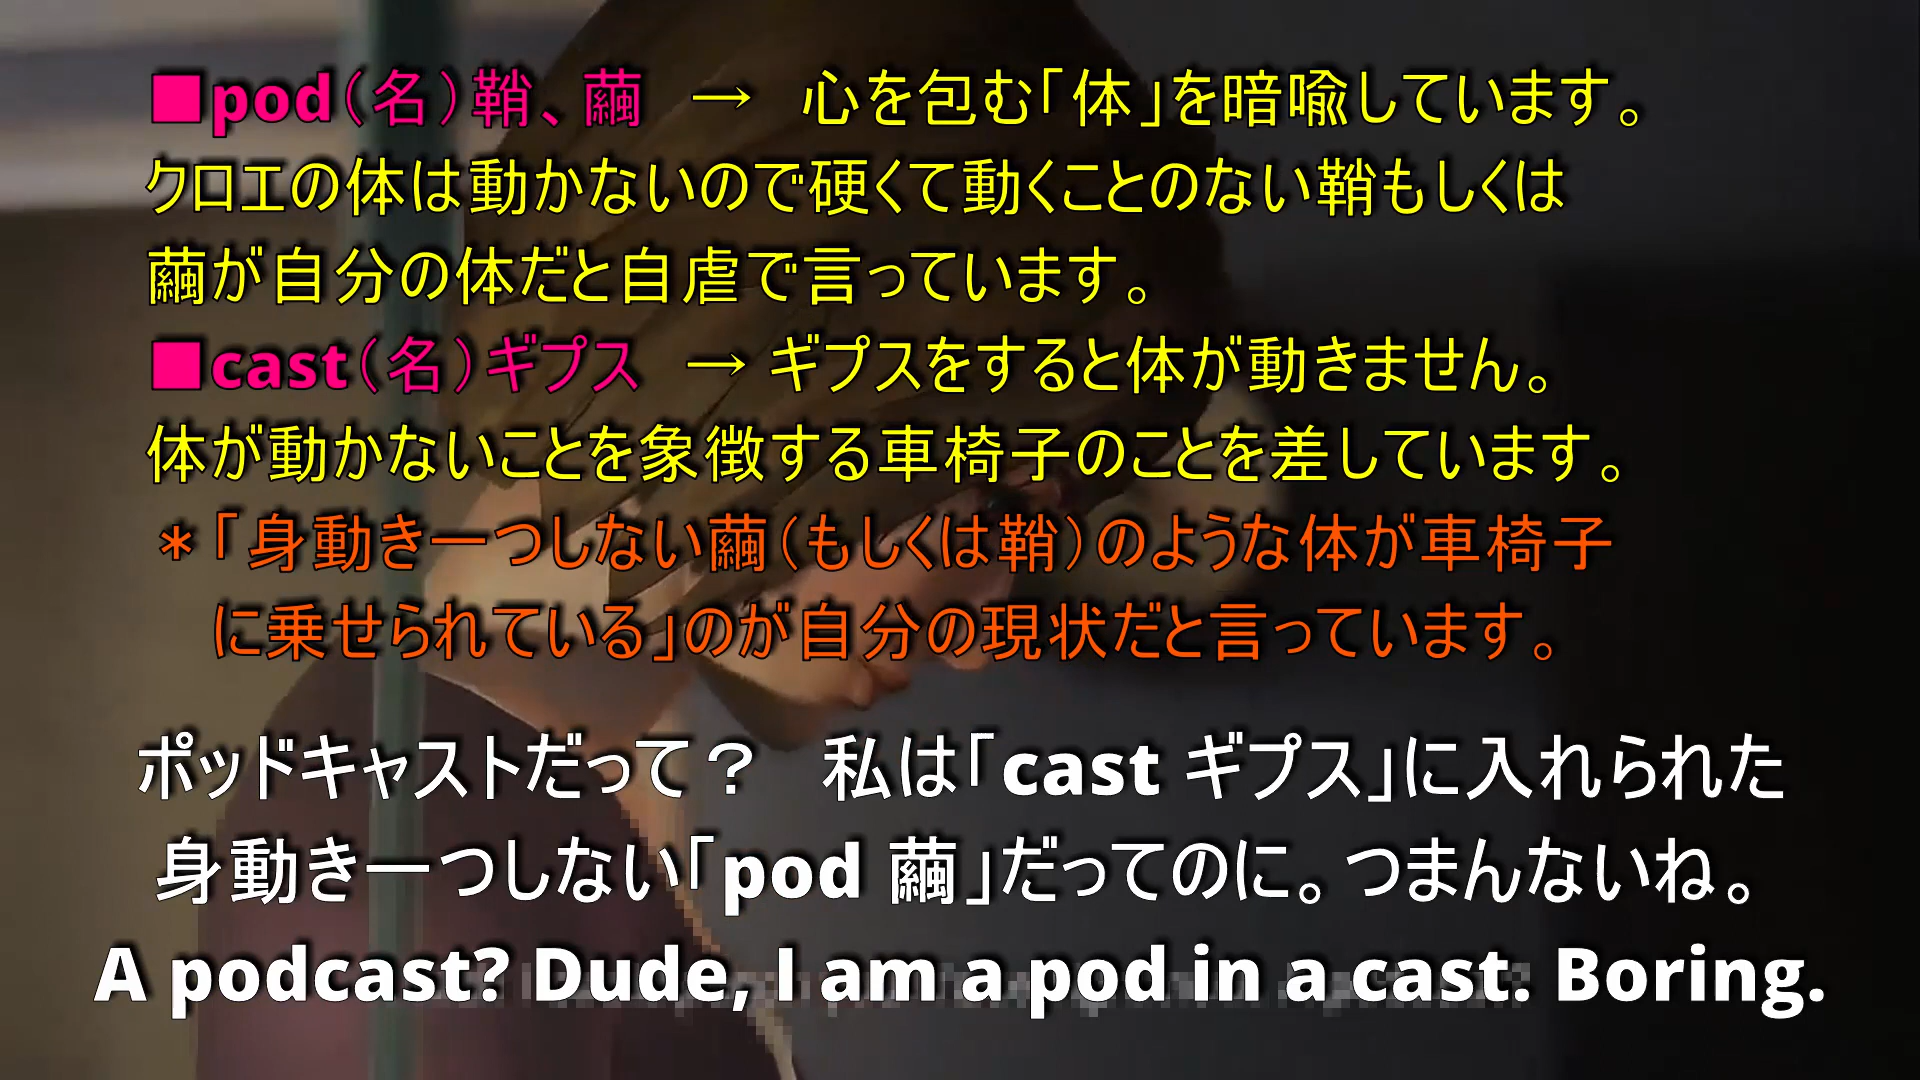 ■pod（名）鞘、繭　→　心を包む「体」を暗喩しています。
クロエの体は動かないので硬くて動くことのない鞘もしくは
繭が自分の体だと自虐で言っています。
■cast（名）ギプス　→ ギプスをすると体が動きません。
体が動かないことを象徴する車椅子のことを差しています。
＊「身動き一つしない繭（もしくは鞘）のような体が車椅子
に乗せられている」のが自分の現状だと言っています。
ポッドキャストだって？　私は「cast ギプス」に入れられた
身動き一つしない「pod 繭」だってのに。つまんないね。
A podcast? Dude, I am a pod in a cast. Boring.